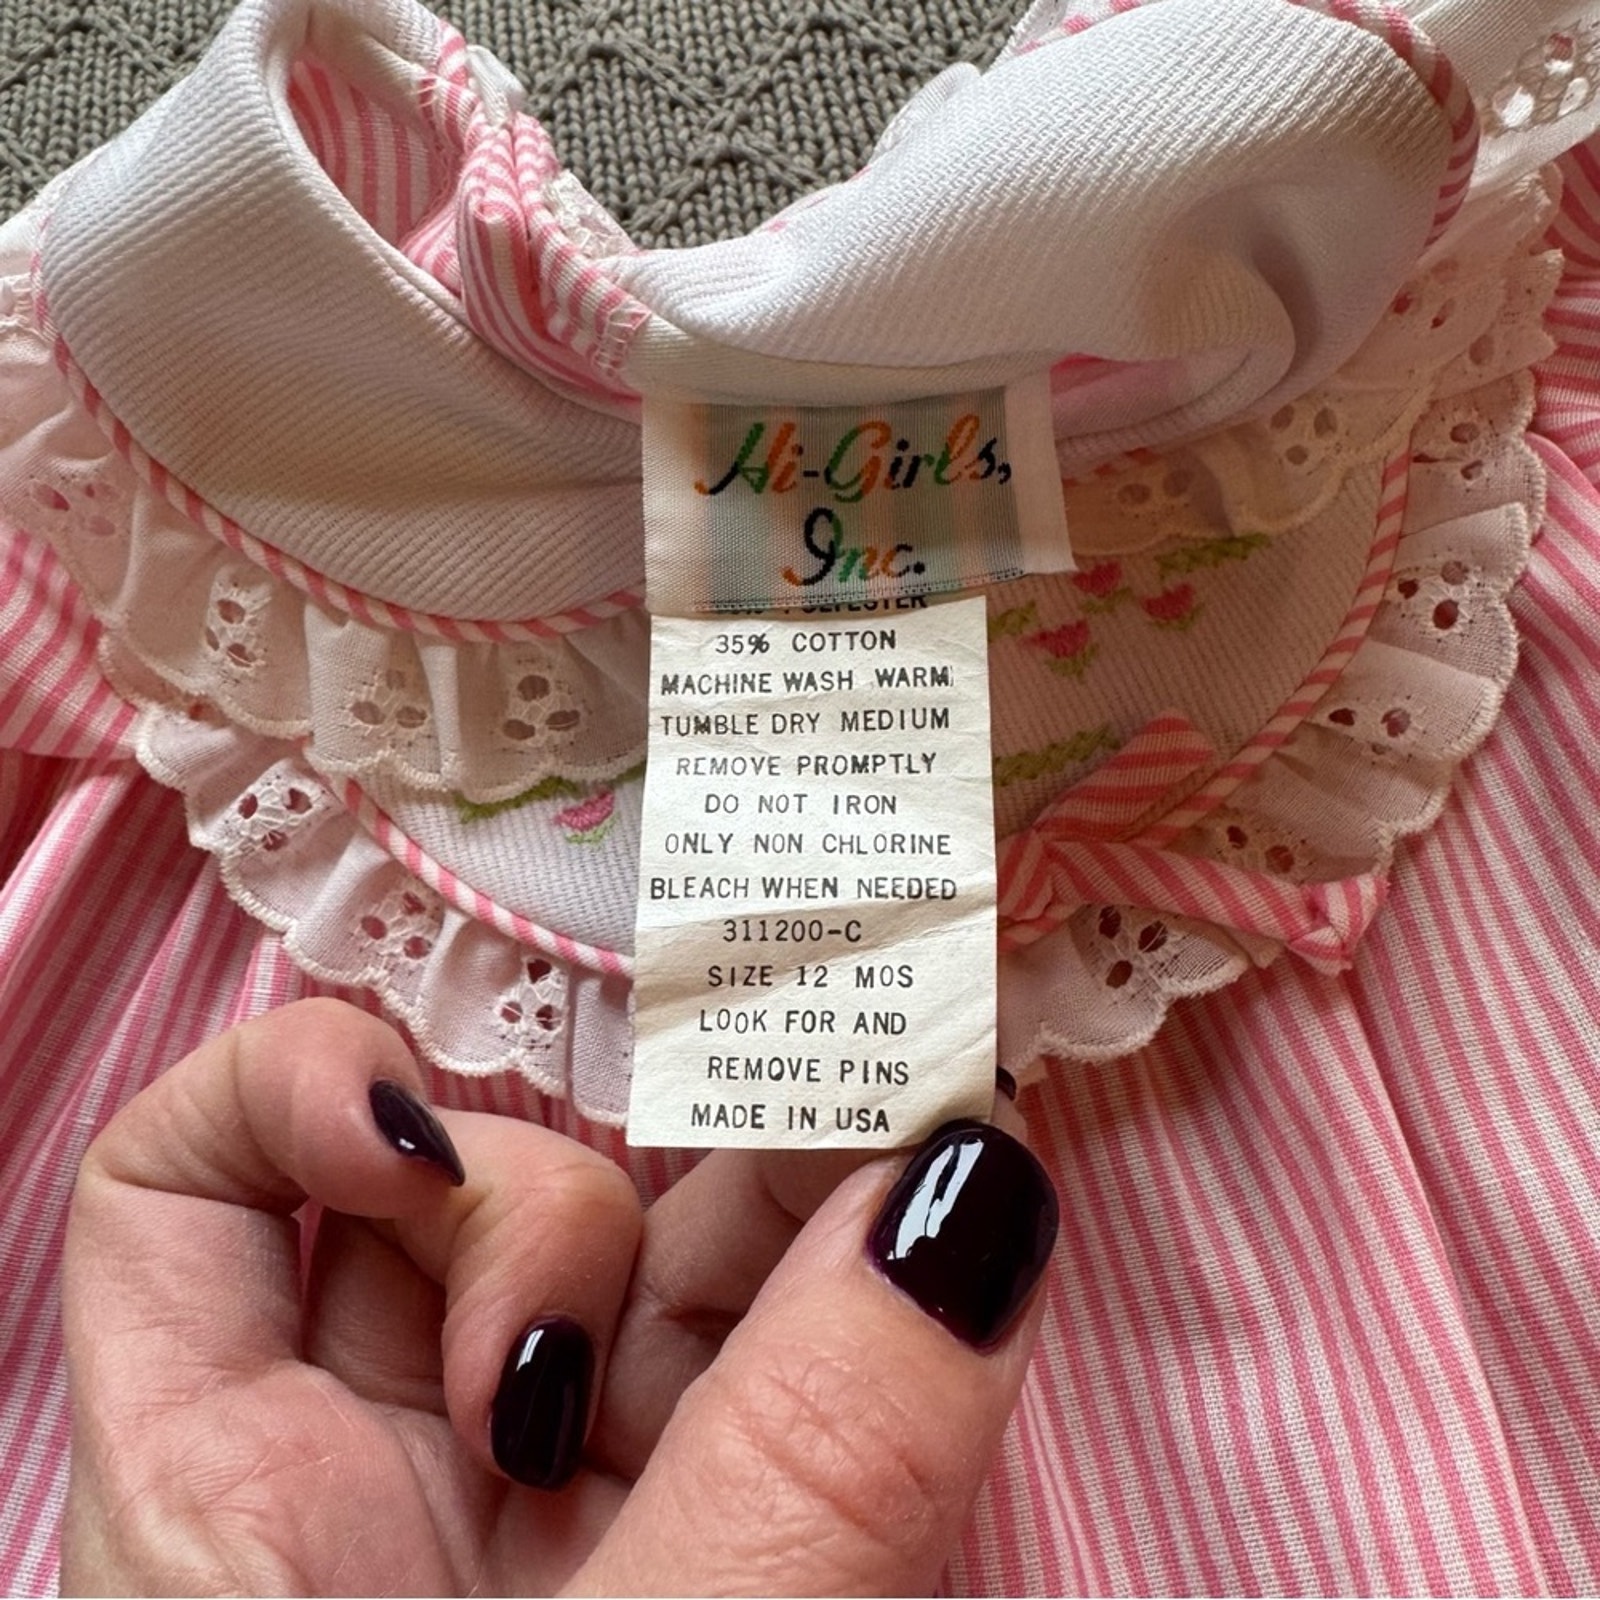 Hi-Girls,
Inc.
POLYESTER
35% COTTON
MACHINE WASH WARM
TUMBLE DRY MEDIUM
REMOVE PROMPTLY
DO NOT IRON
ONLY NON CHLORINE
BLEACH WHEN NEEDED
311200-C
SIZE 12 MOS
LOOK FOR AND
REMOVE PINS
MADE IN USA